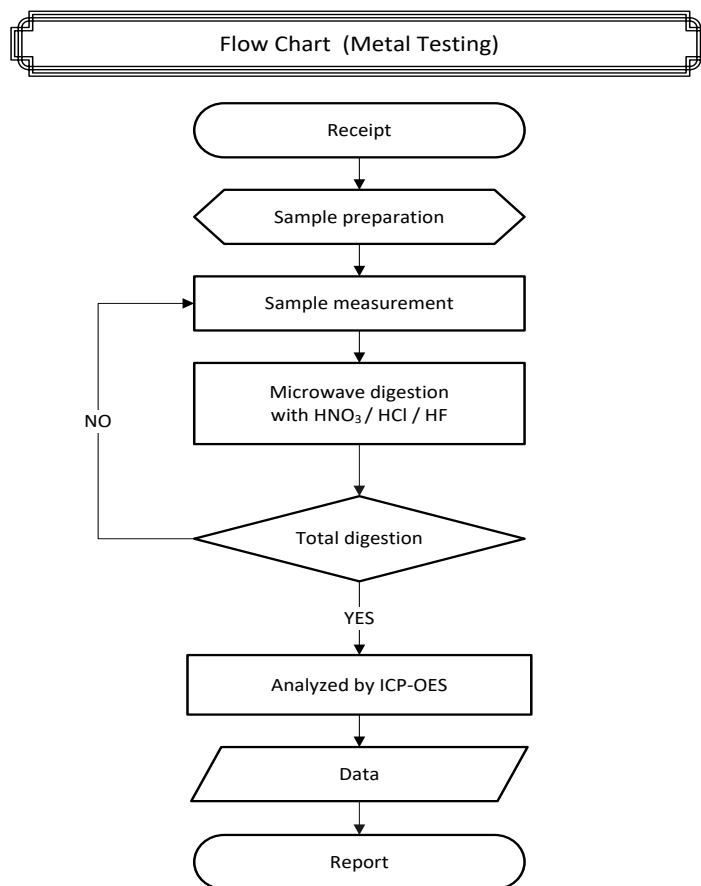 Flow Chart (Metal Testing)
Receipt
Sample preparation
Sample measurement
Microwave digestion
with HNO₃ / HCl / HF
NO
Total digestion
YES
Analyzed by ICP-OES
Data
Report